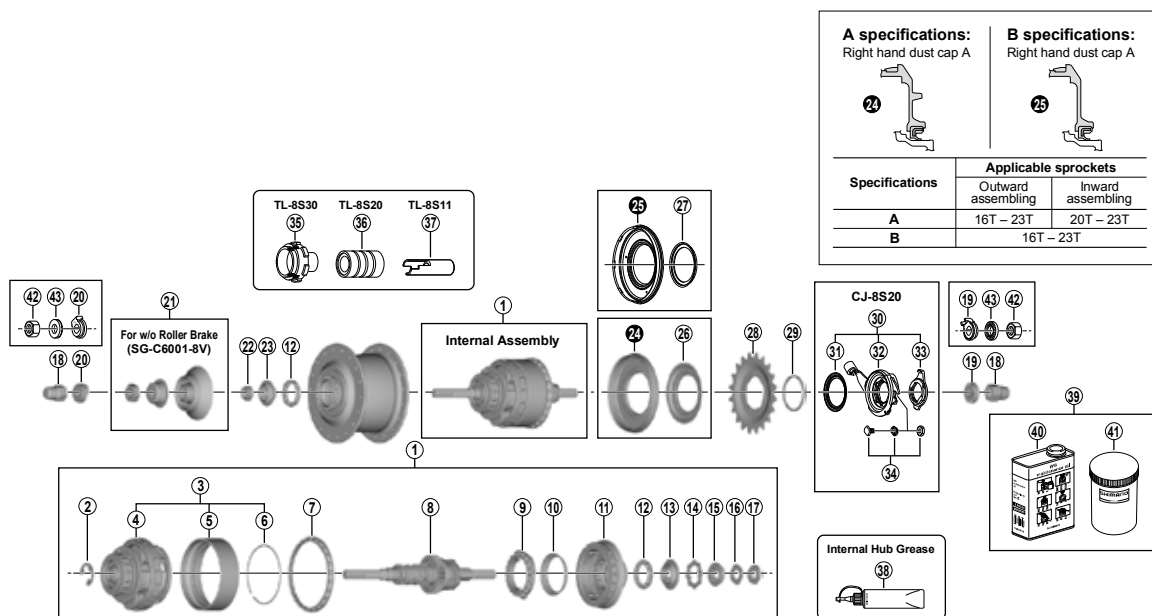 A specifications:
Right hand dust cap A
B specifications:
Right hand dust cap A
24
25
Specifications
Applicable sprockets
Outward assembling
Inward assembling
A
16T – 23T
20T – 23T
B
16T – 23T
TL-8S30
TL-8S20
TL-8S11
35
36
37
25
27
42
43
20
21
For w/o Roller Brake
(SG-C6001-8V)
18
20
22
23
12
1
Internal Assembly
24
26
28
29
CJ-8S20
30
31
32
33
34
19
43
42
19
18
39
40
41
SHIMANO
1
2
3
4
5
6
7
8
9
10
11
12
13
14
15
16
17
Internal Hub Grease
38